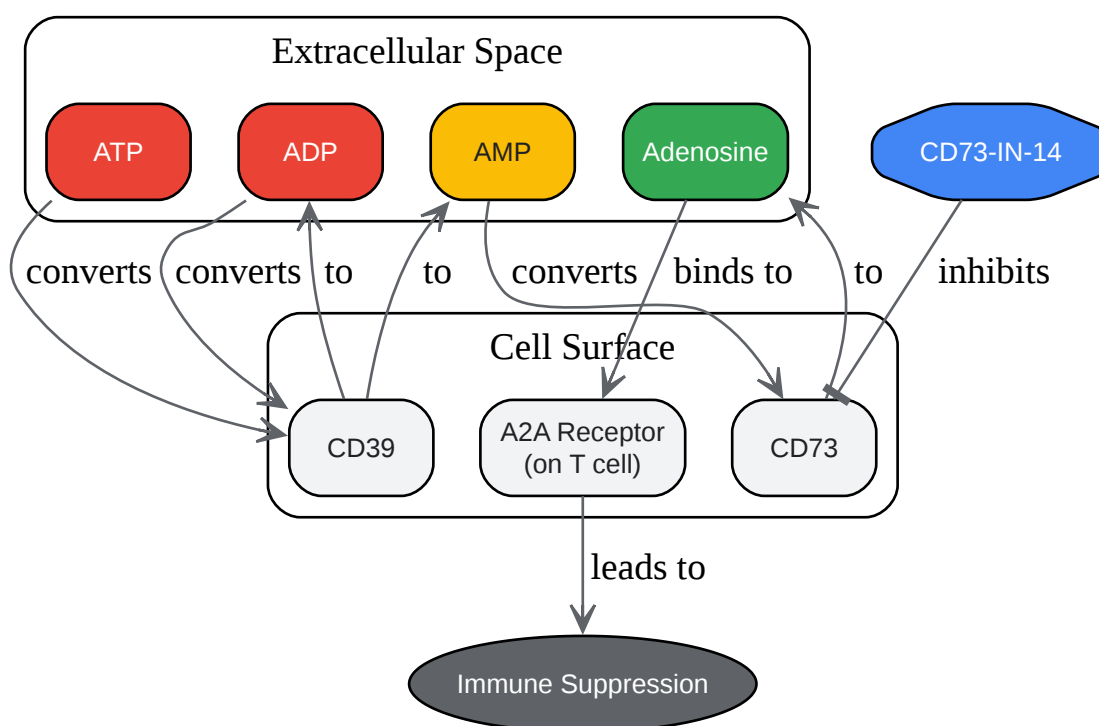 Extracellular Space
ATP
ADP
AMP
Adenosine
CD73-IN-14
converts
converts
to
to
converts
binds to
to
inhibits
Cell Surface
CD39
A2A Receptor
(on T cell)
CD73
leads to
Immune Suppression